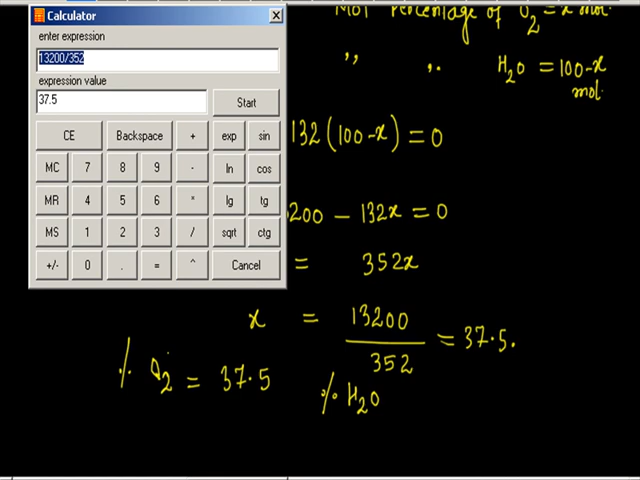 Calculator
enter expression
13200/352
expression value
37.5
Start
CE Backspace + exp sin
MC 7 8 9 - ln cos
MR 4 5 6 * lg tg
MS 1 2 3 / sqrt ctg
+/- 0 . = ^ Cancel
Mol Percentage of O2 = x mol.
" " H2O = 100-x
mol.
132 (100-x) = 0
200 - 132x = 0
= 352x
x = 13200/352 = 37.5.
% O2 = 37.5 % H2O